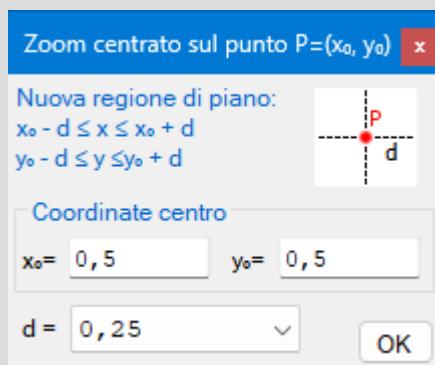 Zoom centrato sul punto P=(x₀, y₀) x
Nuova regione di piano:
x₀ - d ≤ x ≤ x₀ + d
y₀ - d ≤ y ≤y₀ + d
P
d
Coordinate centro
x₀= 0,5 y₀= 0,5
d = 0,25
OK